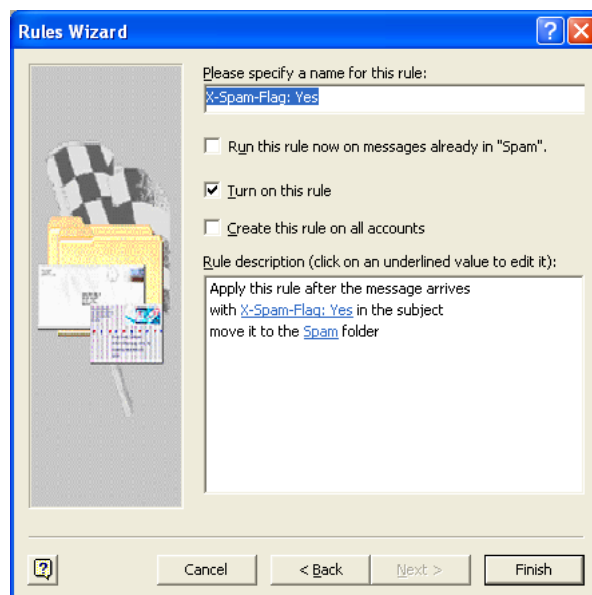 Rules Wizard
Please specify a name for this rule:
X-Spam-Flag: Yes
Run this rule now on messages already in "Spam".
Turn on this rule
Create this rule on all accounts
Rule description (click on an underlined value to edit it):
Apply this rule after the message arrives
with X-Spam-Flag: Yes in the subject
move it to the Spam folder
Cancel
< Back
Next >
Finish